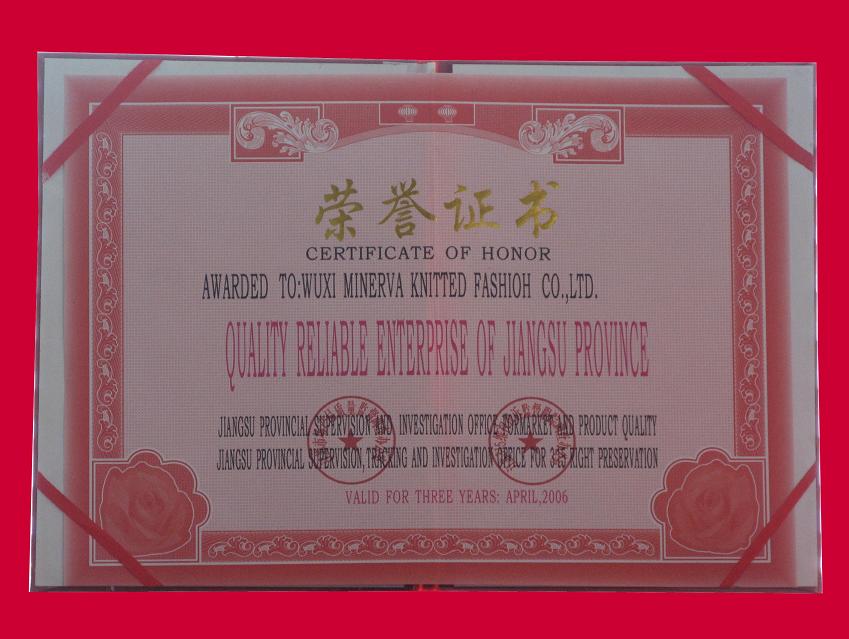 荣誉证书
CERTIFICATE OF HONOR
AWARDED TO:WUXI MINERVA KNITTED FASHIOH CO.,LTD.
QUALITY RELIABLE ENTERPRISE OF JIANGSU PROVINCE
JIANGSU PROVINCIAL SUPERVISION AND INVESTIGATION OFFICE FORMARKET AND PRODUCT QUALITY
JIANGSU PROVINCIAL SUPERVISION,TRACKING AND INVESTIGATION OFFICE FOR 315 RIGHT PRESERVATION
VALID FOR THREE YEARS: APRIL,2006